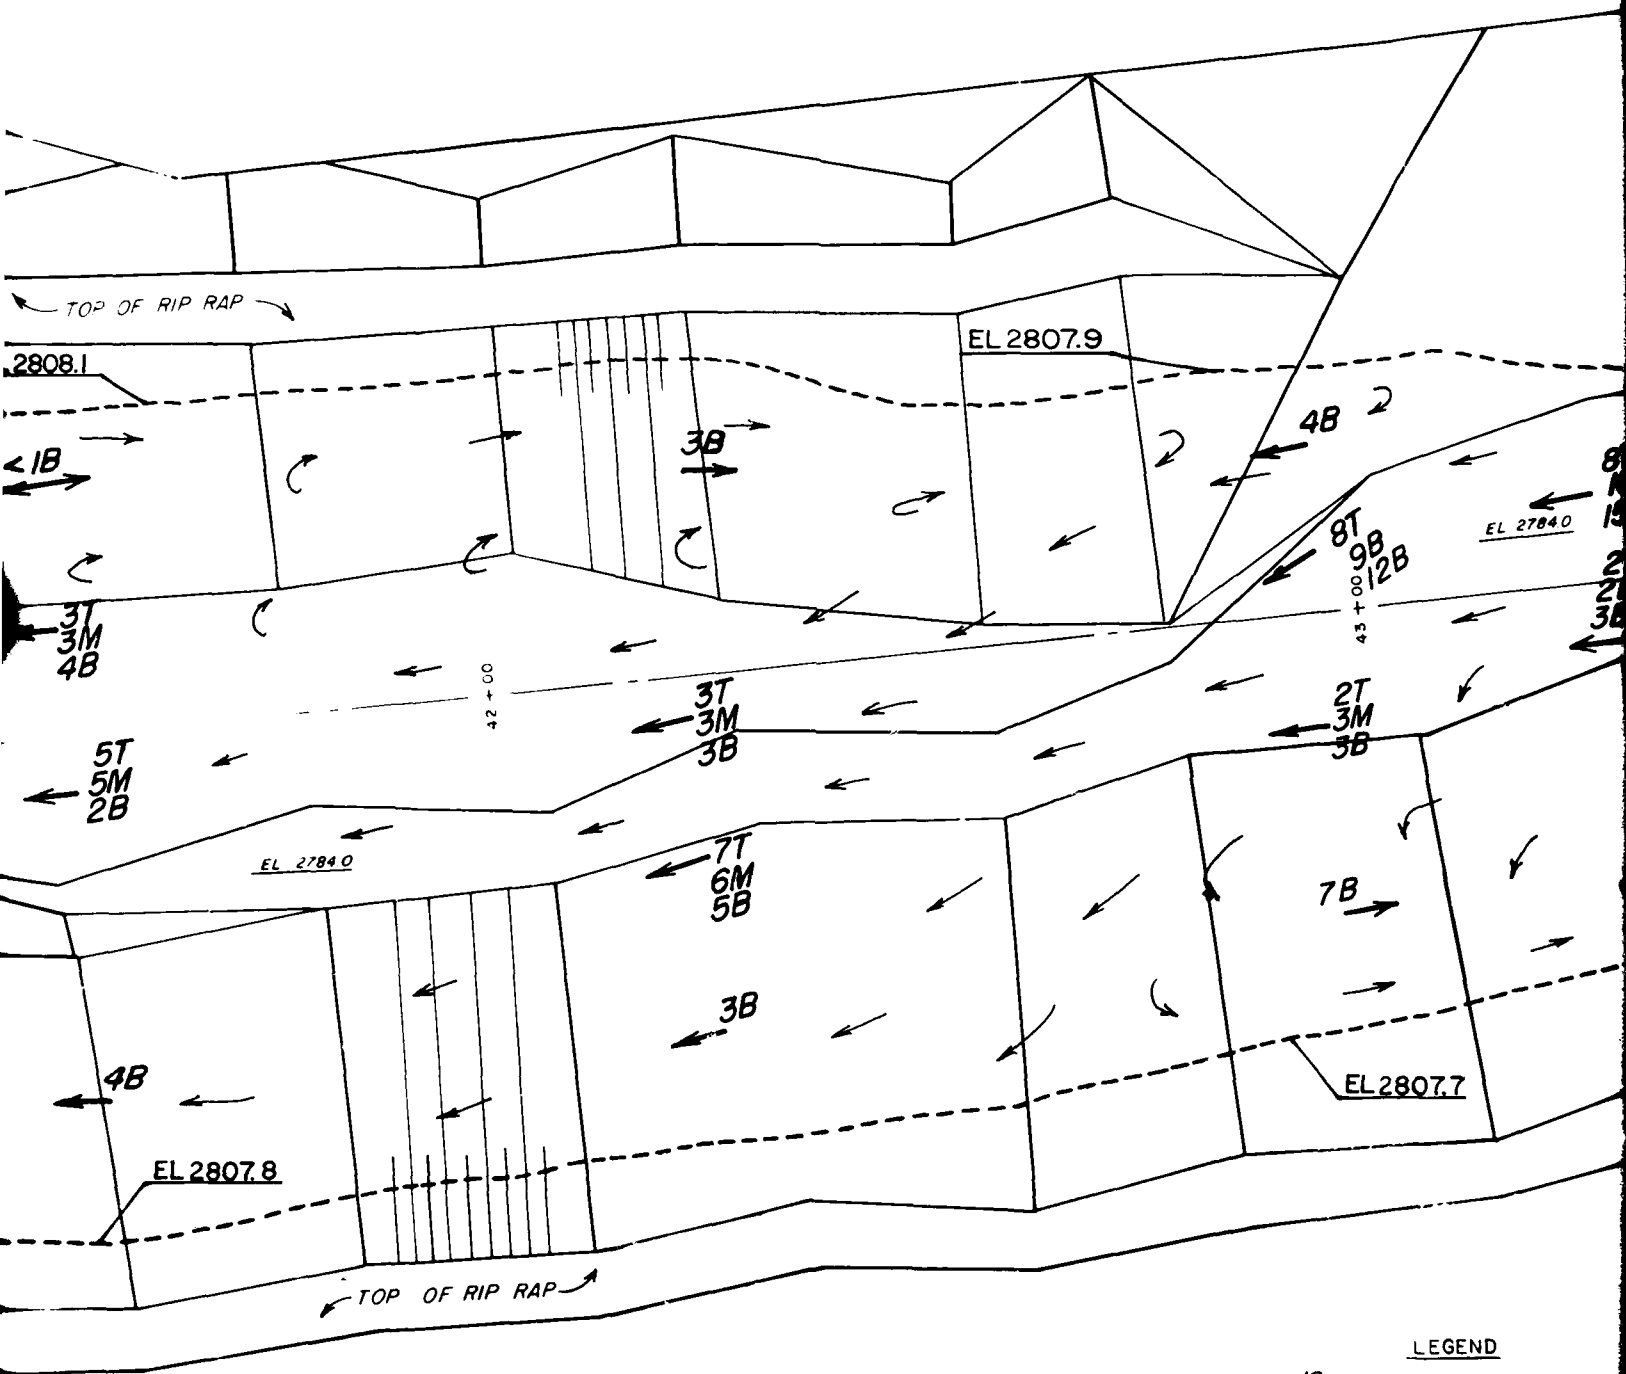 TOP OF RIP RAP
2808.1
EL 2807.9
<1B
3B
4B
8T
9B
12B
EL 2784.0
43+00
3T
3M
4B
42+00
3T
3M
3B
2T
3M
3B
5T
5M
2B
EL 2784.0
7T
6M
5B
7B
3B
4B
EL 2807.7
EL 2807.8
TOP OF RIP RAP
LEGEND